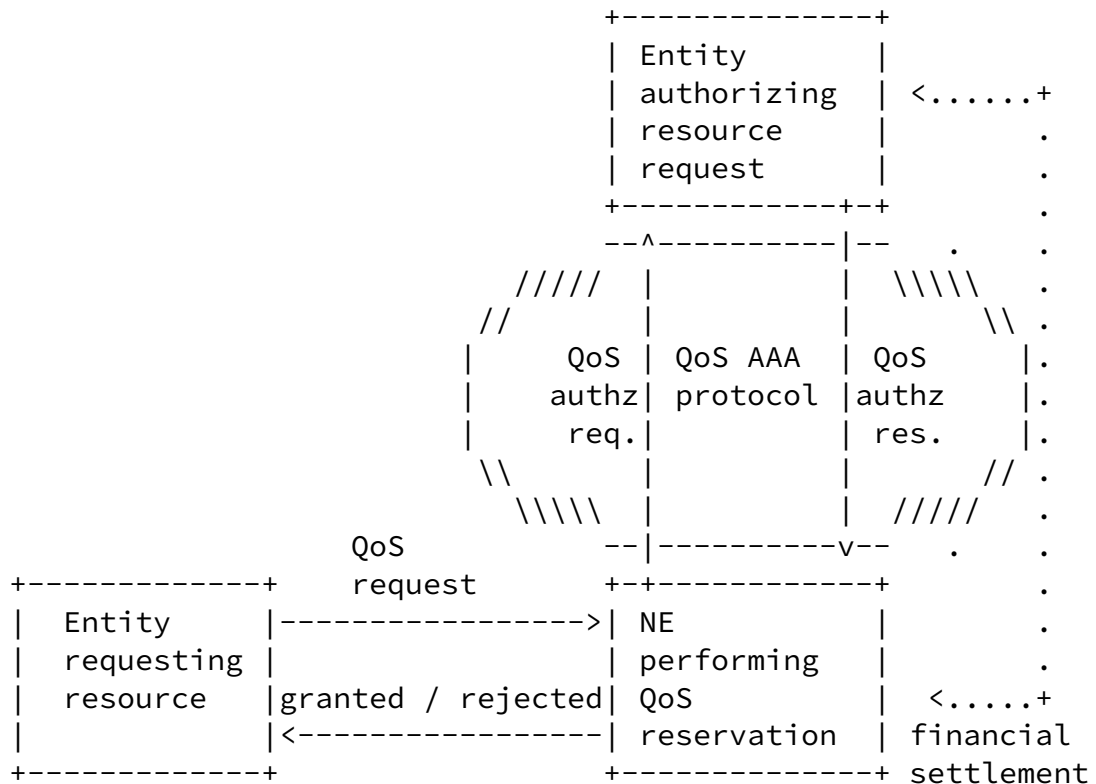 Entity
authorizing
resource
request
QoS QoS AAA QoS
authz protocol authz
req. res.
QoS
request
Entity NE
requesting performing
resource granted / rejected QoS
reservation financial
settlement